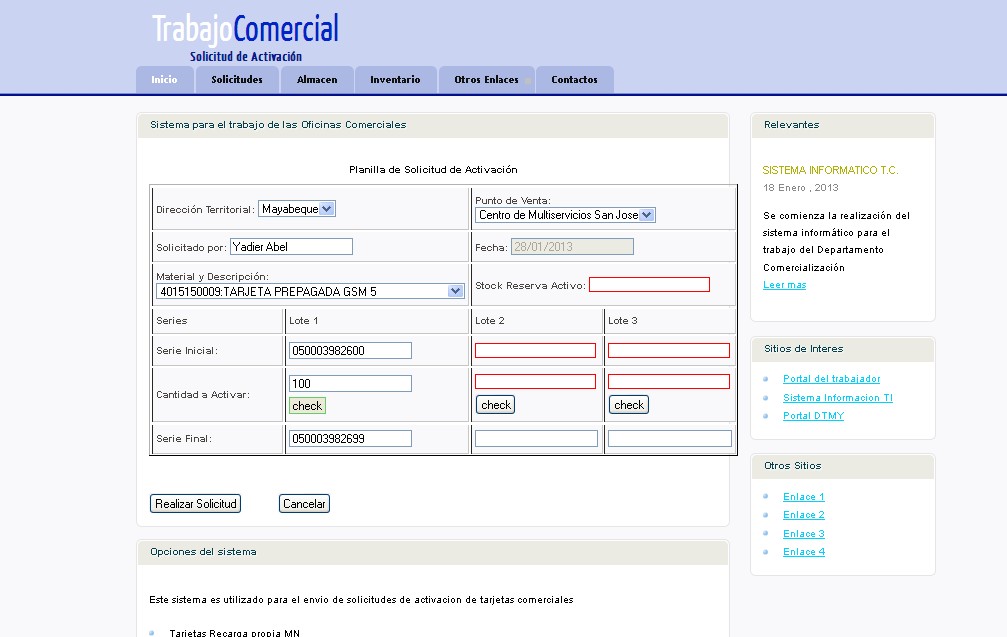 TrabajoComercial
Solicitud de Activación
Inicio Solicitudes Almacen Inventario Otros Enlaces Contactos
Sistema para el trabajo de las Oficinas Comerciales
Planilla de Solicitud de Activación
Dirección Territorial: Mayabeque
Punto de Venta:
Centro de Multiservicios San Jose
Solicitado por: Yadier Abel
Fecha: 28/01/2013
Material y Descripción:
4015150009:TARJETA PREPAGADA GSM 5
Stock Reserva Activo:
Series Lote 1 Lote 2 Lote 3
Serie Inicial: 050003982600
Cantidad a Activar: 100
check check check
Serie Final: 050003982699
Realizar Solicitud Cancelar
Opciones del sistema
Este sistema es utilizado para el envio de solicitudes de activacion de tarjetas comerciales
Tarjetas Recarga propia MN
Relevantes
SISTEMA INFORMATICO T.C.
18 Enero , 2013
Se comienza la realización del
sistema informático para el
trabajo del Departamento
Comercialización
Leer mas
Sitios de Interes
Portal del trabajador
Sistema Informacion TI
Portal DTMY
Otros Sitios
Enlace 1
Enlace 2
Enlace 3
Enlace 4